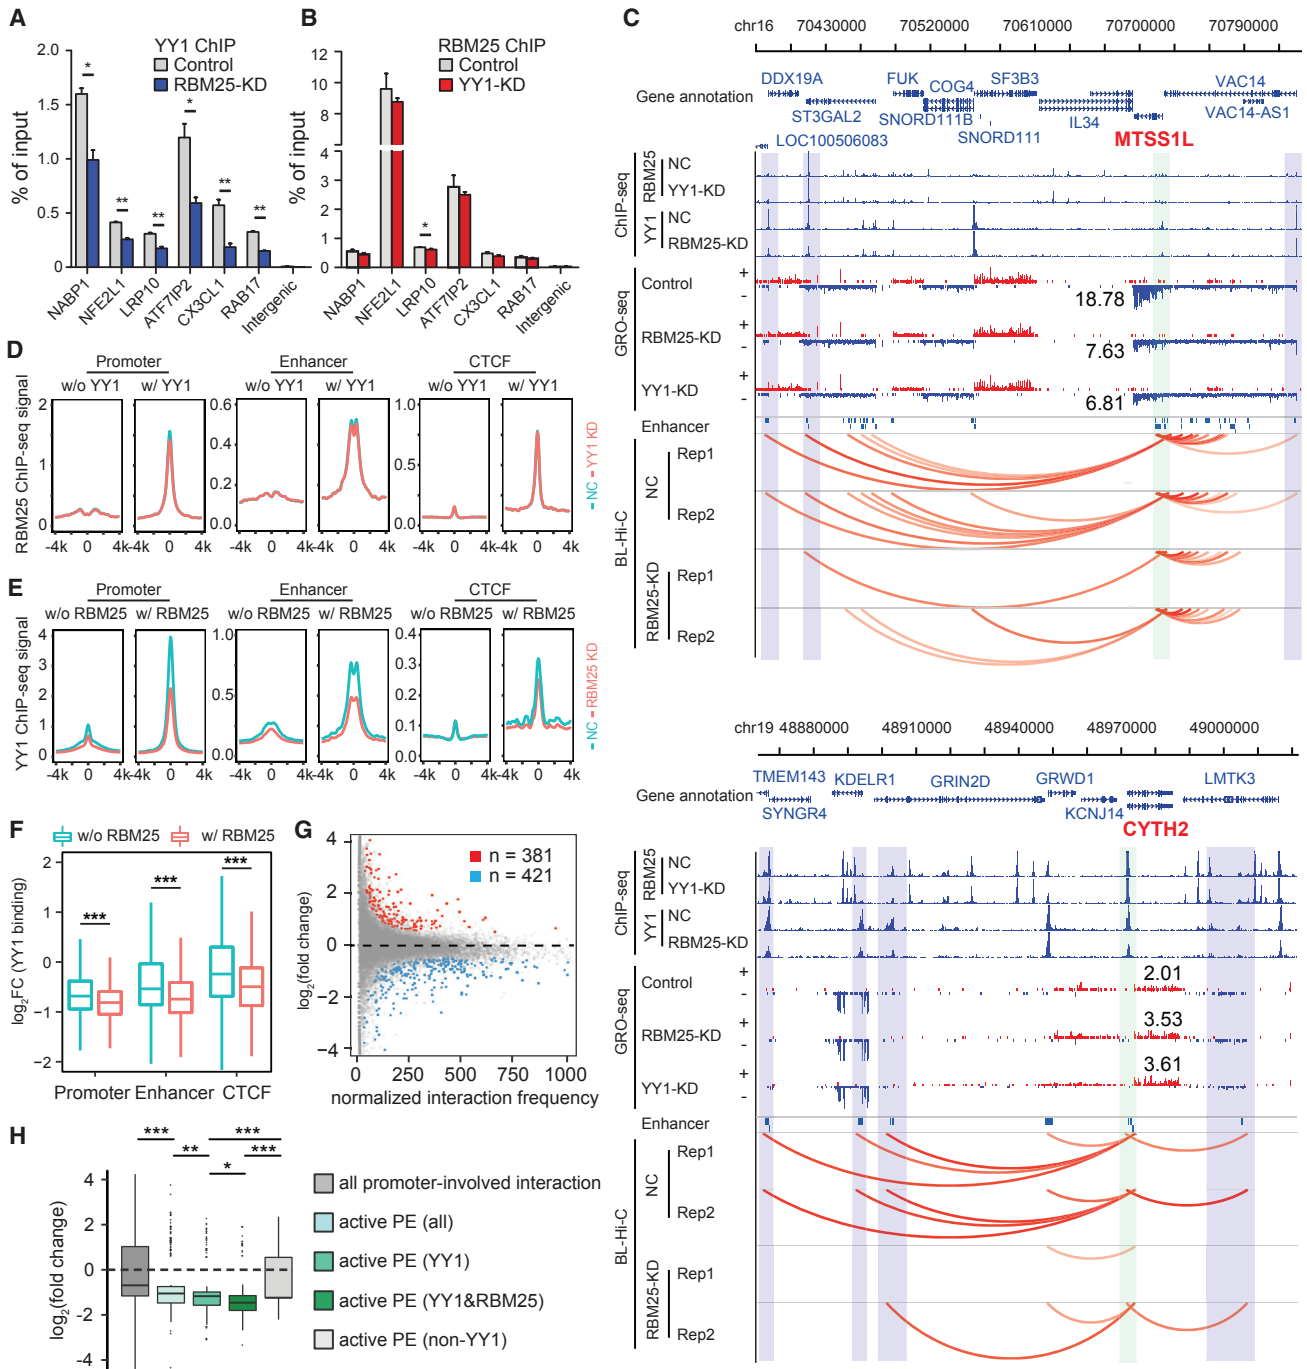 A
YY1 ChIP
Control
RBM25-KD
% of input
2.0
1.5
1.0
0.5
0
* ** ** * ** **
NABP1
NFE2L1
LRP10
ATF7IP2
CX3CL1
RAB17
Intergenic
B
RBM25 ChIP
Control
YY1-KD
% of input
12
10
8
6
4
4
3
2
1
0
*
NABP1
NFE2L1
LRP10
ATF7IP2
CX3CL1
RAB17
Intergenic
C
chr16 70430000 70520000 70610000 70700000 70790000
Gene annotation
DDX19A FUK COG4 SF3B3 VAC14
ST3GAL2 SNORD111B IL34 VAC14-AS1
LOC100506083 SNORD111 MTSS1L
ChIP-seq
RBM25
NC
YY1-KD
YY1
NC
RBM25-KD
GRO-seq
Control + - 18.78
RBM25-KD + - 7.63
YY1-KD + - 6.81
Enhancer
BL-Hi-C
NC
Rep1
Rep2
RBM25-KD
Rep1
Rep2
chr19 48880000 48910000 48940000 48970000 49000000
Gene annotation
TMEM143 KDELR1 GRIN2D GRWD1 LMTK3
SYNGR4 KCNJ14
CYTH2
ChIP-seq
RBM25
NC
YY1-KD
YY1
NC
RBM25-KD
GRO-seq
Control + - 2.01
RBM25-KD + - 3.53
YY1-KD + - 3.61
Enhancer
BL-Hi-C
NC
Rep1
Rep2
RBM25-KD
Rep1
Rep2
D
Promoter Enhancer CTCF
w/o YY1 w/ YY1 w/o YY1 w/ YY1 w/o YY1 w/ YY1
RBM25 ChIP-seq signal
2
1
0
0.6
0.4
0.2
0.0
1.0
0.5
0.0
-4k 0 4k -4k 0 4k -4k 0 4k -4k 0 4k -4k 0 4k -4k 0 4k
NC YY1 KD
E
Promoter Enhancer CTCF
w/o RBM25 w/ RBM25 w/o RBM25 w/ RBM25 w/o RBM25 w/ RBM25
YY1 ChIP-seq signal
4
3
2
1
0
1.0
0.5
0.0
0.4
0.3
0.2
0.1
0.0
0.4
0.3
0.2
0.1
0.0
-4k 0 4k -4k 0 4k -4k 0 4k -4k 0 4k -4k 0 4k -4k 0 4k
NC RBM25 KD
F
w/o RBM25 w/ RBM25
log2FC (YY1 binding)
2
1
−0
−1
−2
*** *** ***
Promoter Enhancer CTCF
G
n = 381
n = 421
log2(fold change)
4
2
0
−2
−4
0 250 500 750 1000
normalized interaction frequency
H
*** ***
** ***
*
log2(fold change)
4
2
0
-2
-4
all promoter-involved interaction
active PE (all)
active PE (YY1)
active PE (YY1&RBM25)
active PE (non-YY1)